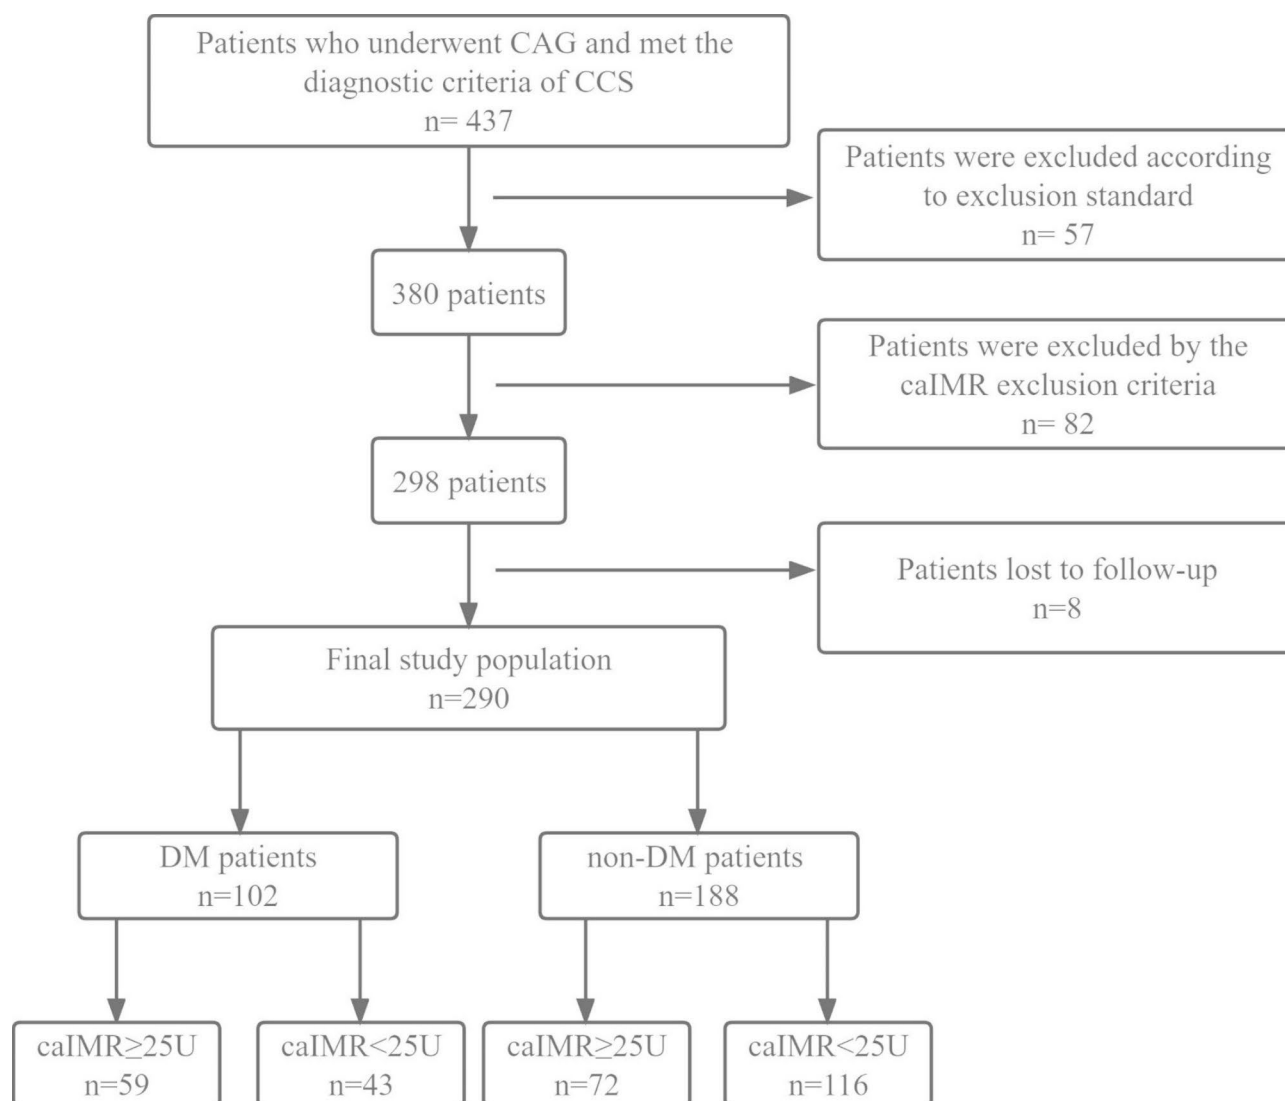 Patients who underwent CAG and met the
diagnostic criteria of CCS
n= 437
Patients were excluded according
to exclusion standard
n= 57
380 patients
Patients were excluded by the
caIMR exclusion criteria
n= 82
298 patients
Patients lost to follow-up
n=8
Final study population
n=290
DM patients
n=102
non-DM patients
n=188
caIMR≥25U
n=59
caIMR<25U
n=43
caIMR≥25U
n=72
caIMR<25U
n=116